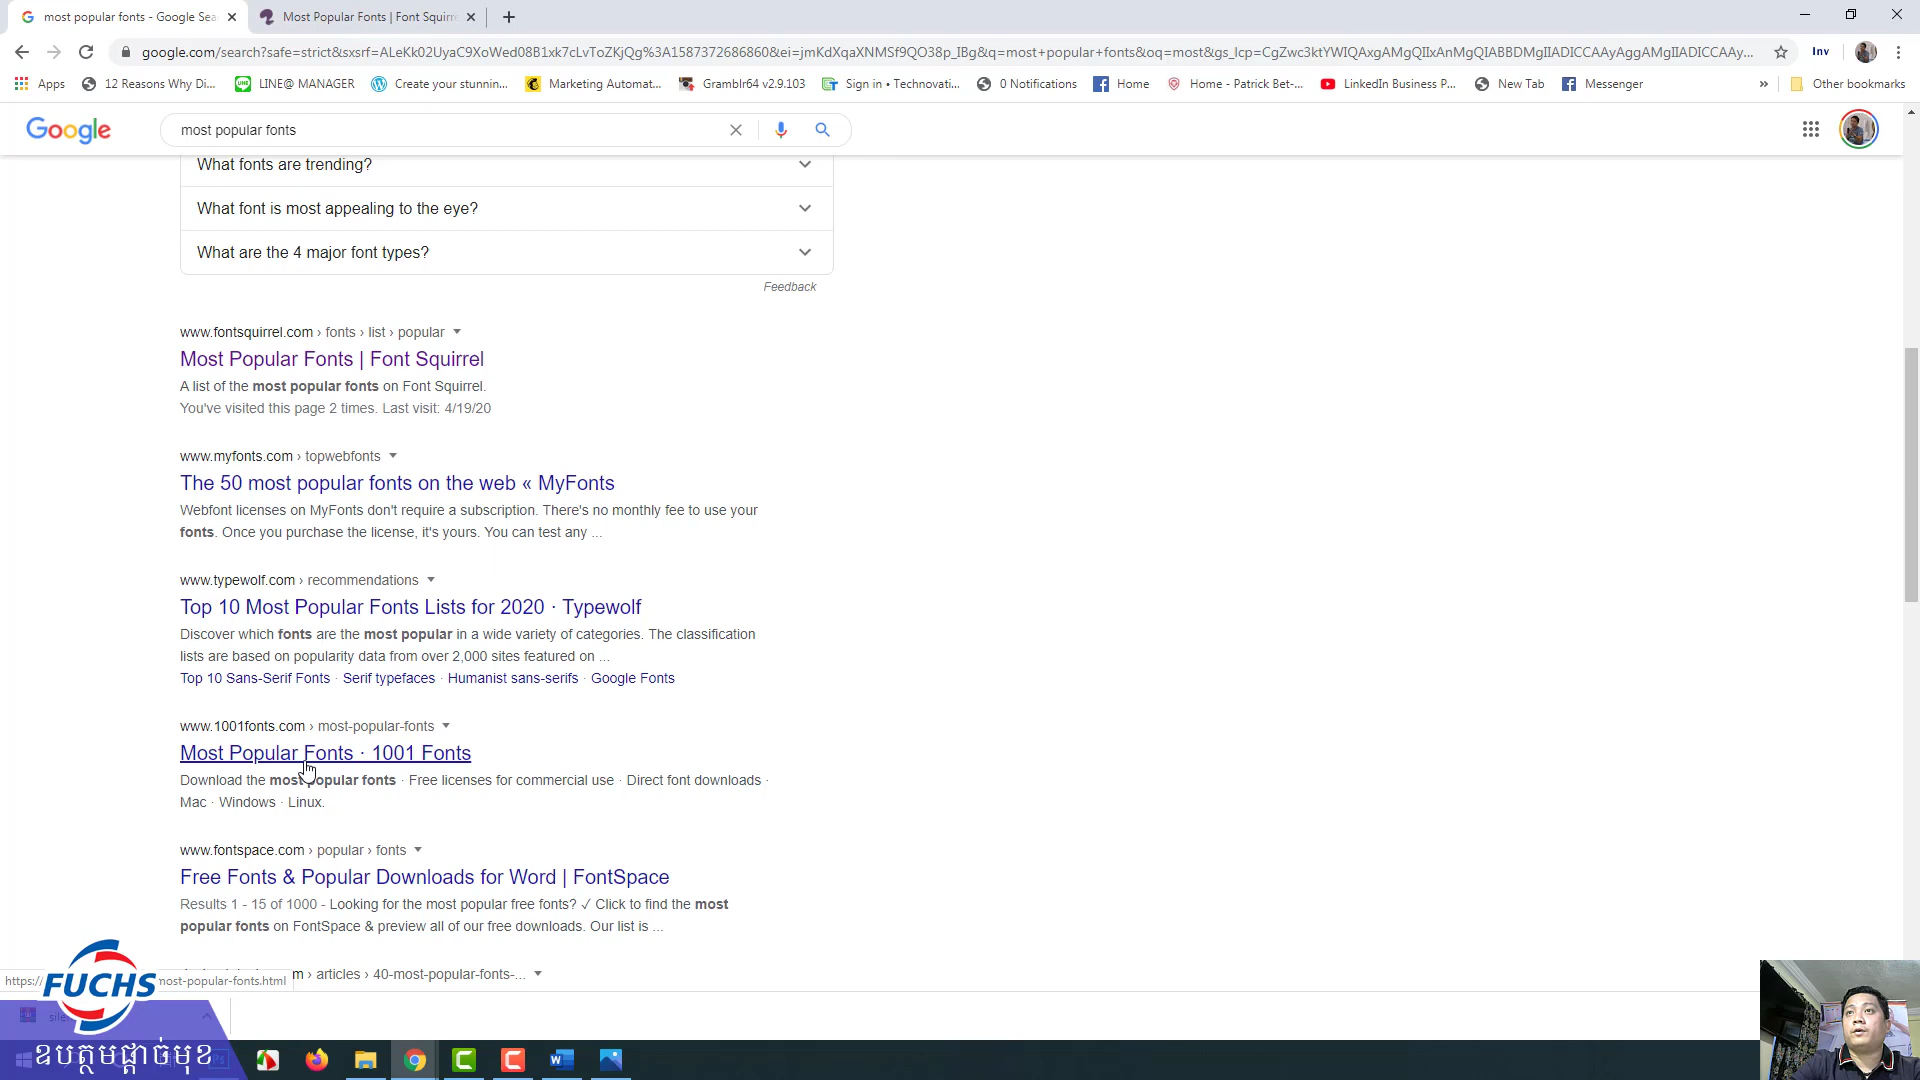 most popular fonts - Google Sea
Most Popular Fonts | Font Squirre
google.com/search?safe=strict&sxsrf=ALeKk02UyaC9XoWed08B1xk7cLvToZKjQg%3A1587372686860&ei=jmKdXqaXNMSf9QO38p_IBg&q=most+popular+fonts&oq=most&gs_lcp=CgZwc3ktYWIQAxgAMgQIIxAnMgQIABBDMgIIADICCAAyAggAMgIIADICCAAy...
Inv
Apps
12 Reasons Why Di...
LINE@ MANAGER
Create your stunnin...
Marketing Automat...
Gramblr64 v2.9.103
Sign in • Technovati...
0 Notifications
Home
Home - Patrick Bet-...
LinkedIn Business P...
New Tab
Messenger
»
Other bookmarks
Google
most popular fonts
What fonts are trending?
What font is most appealing to the eye?
What are the 4 major font types?
Feedback
www.fontsquirrel.com › fonts › list › popular
Most Popular Fonts | Font Squirrel
A list of the most popular fonts on Font Squirrel.
You've visited this page 2 times. Last visit: 4/19/20
www.myfonts.com › topwebfonts
The 50 most popular fonts on the web « MyFonts
Webfont licenses on MyFonts don't require a subscription. There's no monthly fee to use your
fonts. Once you purchase the license, it's yours. You can test any ...
www.typewolf.com › recommendations
Top 10 Most Popular Fonts Lists for 2020 · Typewolf
Discover which fonts are the most popular in a wide variety of categories. The classification
lists are based on popularity data from over 2,000 sites featured on ...
Top 10 Sans-Serif Fonts · Serif typefaces · Humanist sans-serifs · Google Fonts
www.1001fonts.com › most-popular-fonts
Most Popular Fonts · 1001 Fonts
Download the most popular fonts · Free licenses for commercial use · Direct font downloads ·
Mac · Windows · Linux.
www.fontspace.com › popular › fonts
Free Fonts & Popular Downloads for Word | FontSpace
Results 1 - 15 of 1000 - Looking for the most popular free fonts? ✓ Click to find the most
popular fonts on FontSpace & preview all of our free downloads. Our list is ...
m › articles › 40-most-popular-fonts-...
https:// most-popular-fonts.html
FUCHS
ឧបត្ថមផ្តាច់មុខ